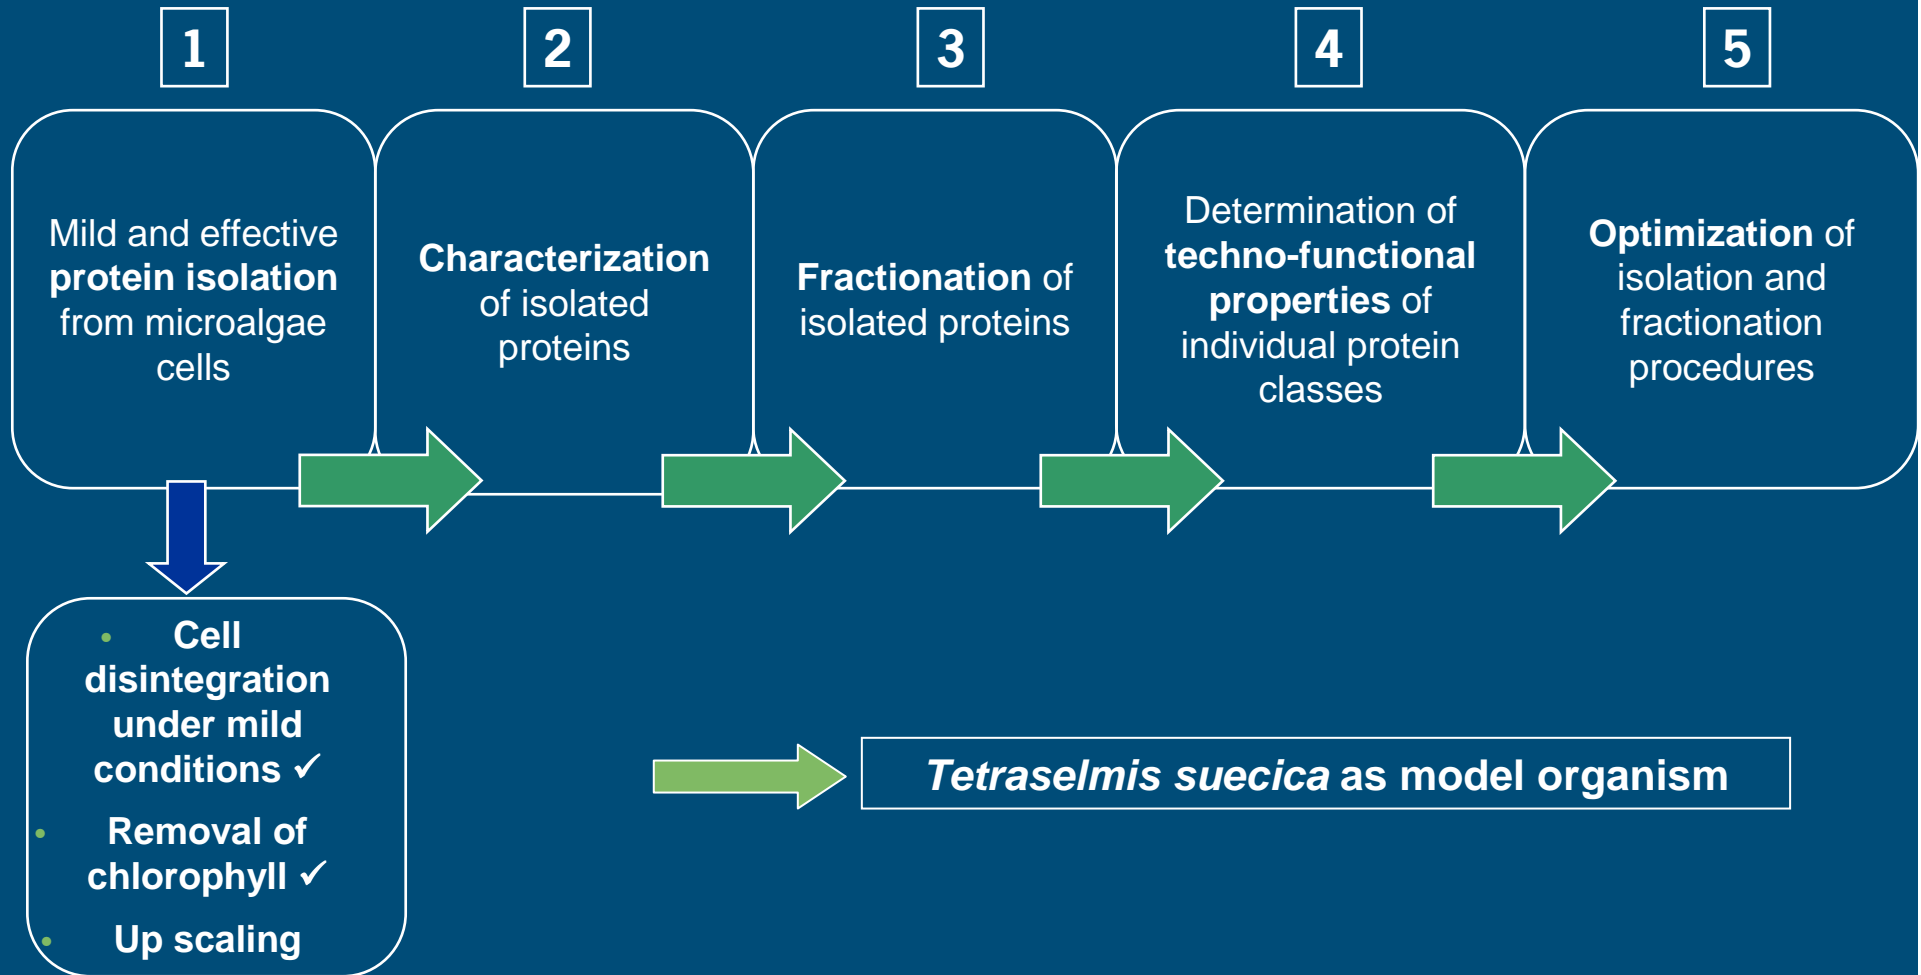 1
2
3
4
5
Mild and effective
protein isolation
from microalgae
cells
Characterization
of isolated
proteins
Fractionation of
isolated proteins
Determination of
techno-functional
properties of
individual protein
classes
Optimization of
isolation and
fractionation
procedures
• Cell
disintegration
under mild
conditions ✓
• Removal of
chlorophyll ✓
• Up scaling
Tetraselmis suecica as model organism